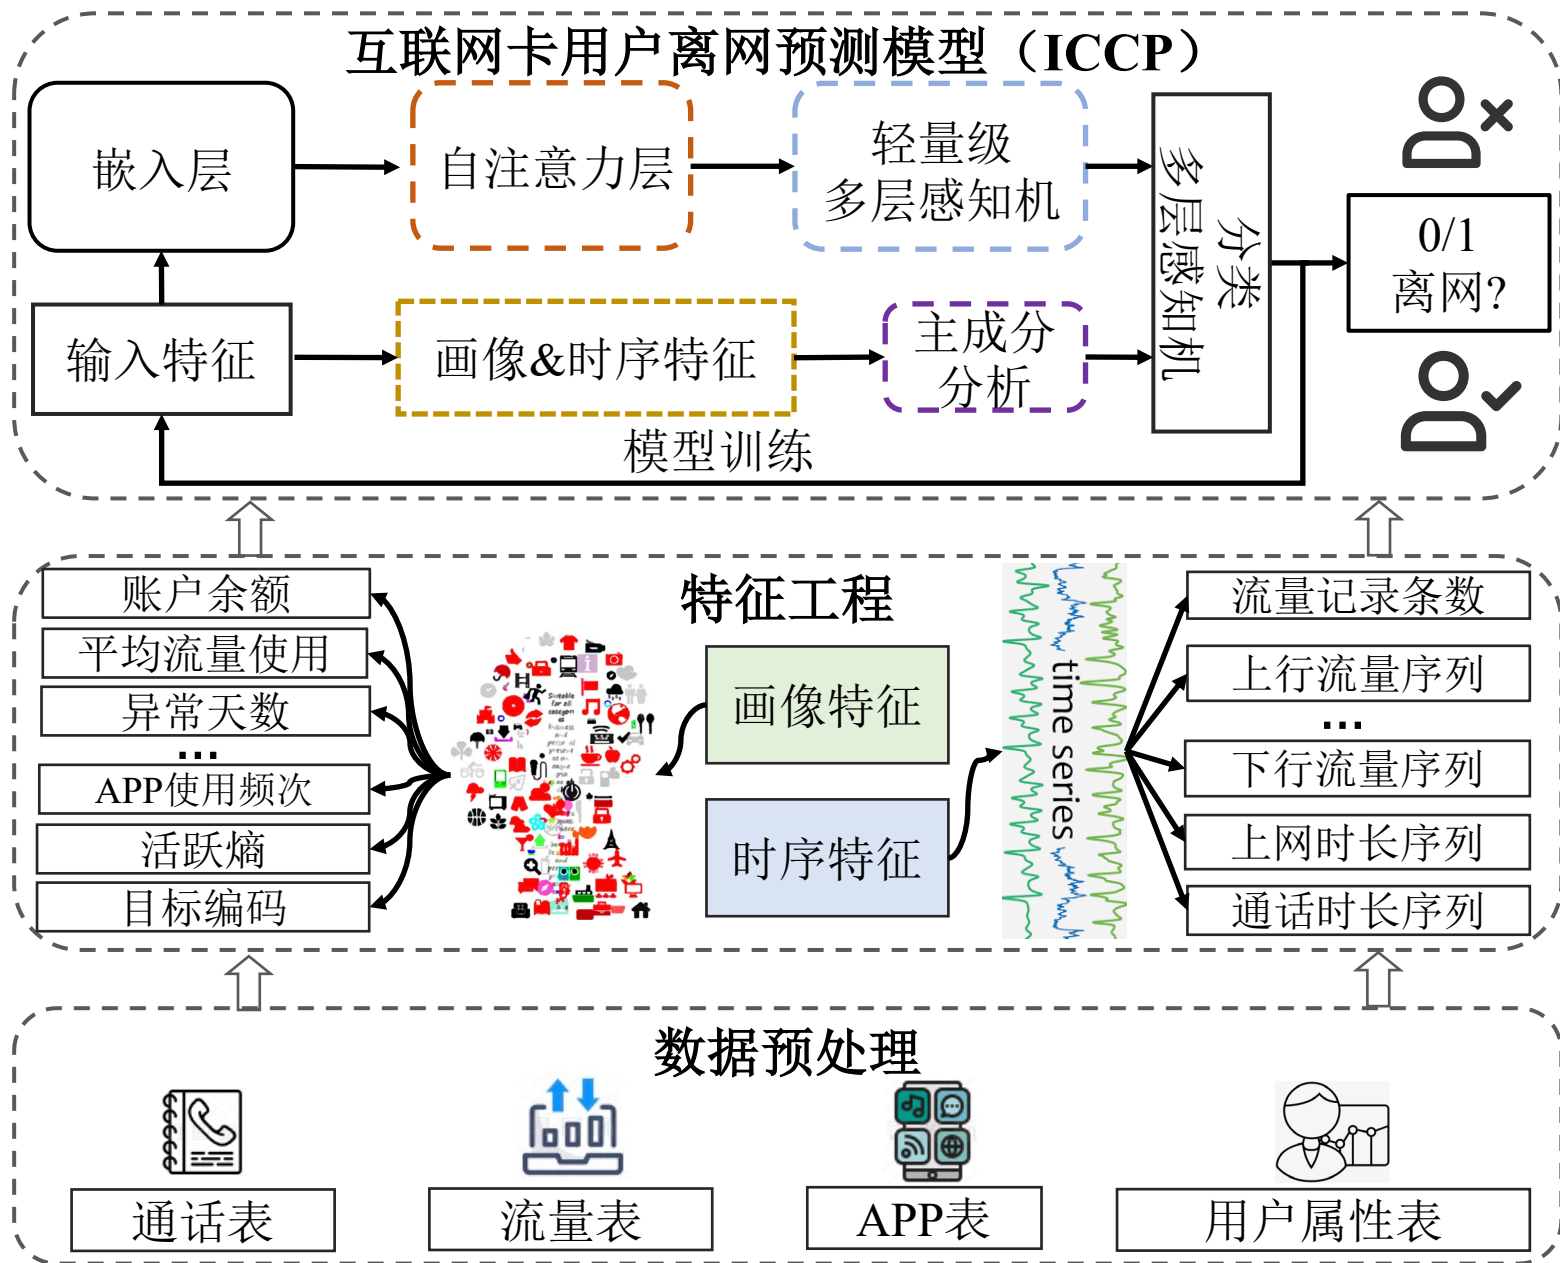 互联网卡用户离网预测模型（ICCP）
嵌入层
自注意力层
轻量级
多层感知机
分类
多层感知机
0/1
离网?
输入特征
画像&时序特征
主成分
分析
模型训练
特征工程
账户余额
平均流量使用
异常天数
...
APP使用频次
活跃熵
目标编码
画像特征
时序特征
time series
流量记录条数
上行流量序列
...
下行流量序列
上网时长序列
通话时长序列
数据预处理
通话表
流量表
APP表
用户属性表